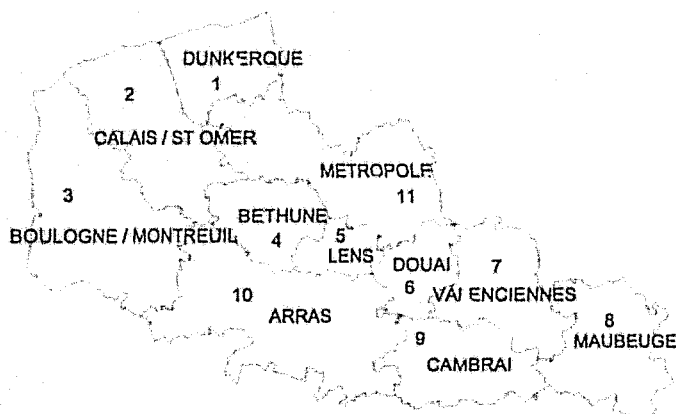 DUNKERQUE
1
2
CALAIS / ST OMER
METROPOLE
11
3
BOULOGNE / MONTREUIL
BETHUNE
4
5
LENS
DOUAI
6
7
VALENCIENNES
10
ARRAS
8
MAUBEUGE
9
CAMBRAI